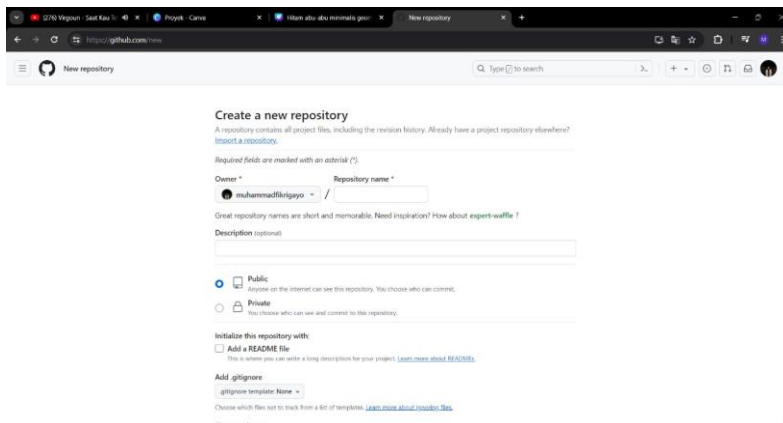 (276) Virgoun - Saat Kau Te
Proyek - Canva
Hitam abu-abu minimalis geor
New repository
https://github.com/new
New repository
Type / to search
Create a new repository
A repository contains all project files, including the revision history. Already have a project repository elsewhere?
Import a repository.
Required fields are marked with an asterisk (*).
Owner * Repository name *
muhammadfikrigayo /
Great repository names are short and memorable. Need inspiration? How about expert-waffle ?
Description (optional)
Public
Anyone on the internet can see this repository. You choose who can commit.
Private
You choose who can see and commit to this repository.
Initialize this repository with:
Add a README file
This is where you can write a long description for your project. Learn more about READMEs.
Add .gitignore
.gitignore template: None
Choose which files not to track from a list of templates. Learn more about ignoring files.